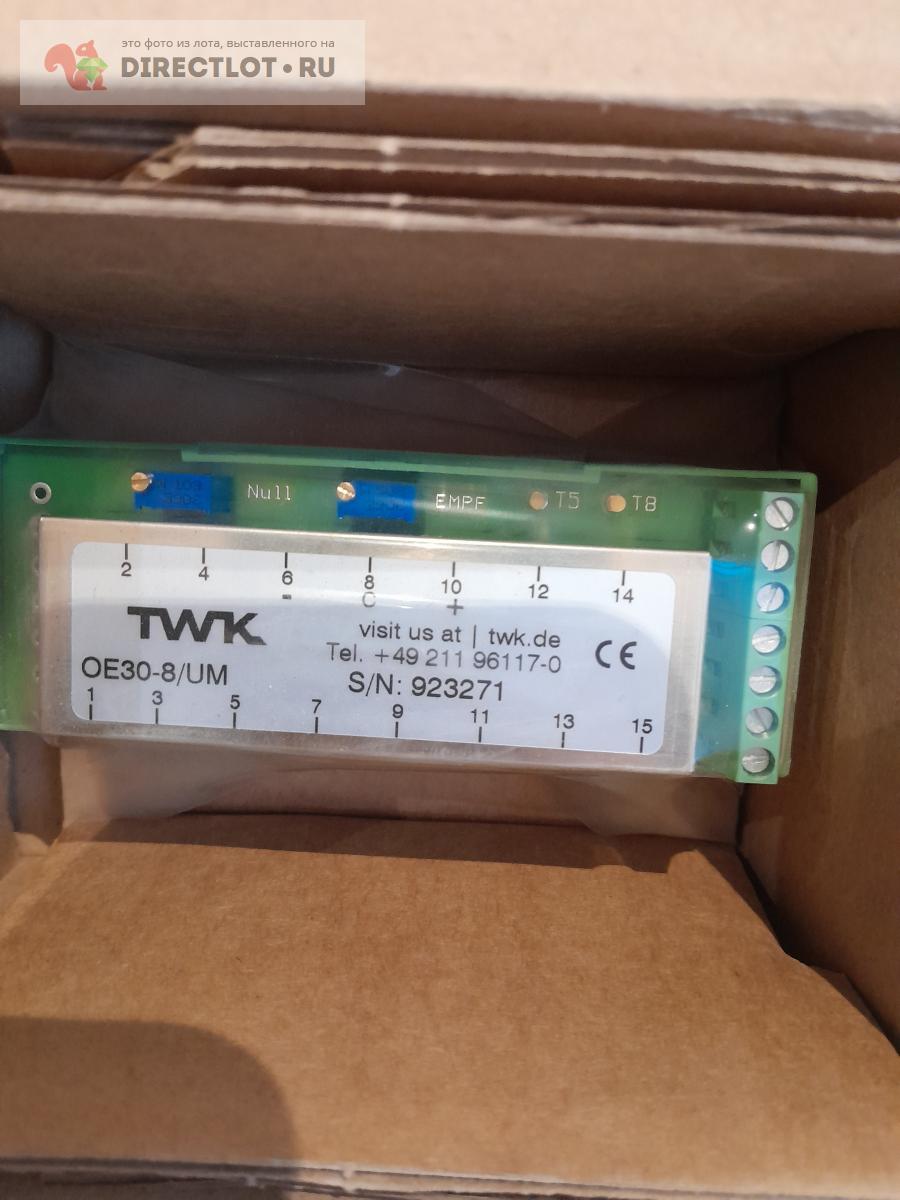 это фото из лота, выставленного на
DIRECTLOT•RU
Null
EMPF
T5
T8
2 4 6 8 10 12 14
- C +
TWK
visit us at | twk.de
Tel. +49 211 96117-0
CE
OE30-8/UM
S/N: 923271
1 3 5 7 9 11 13 15